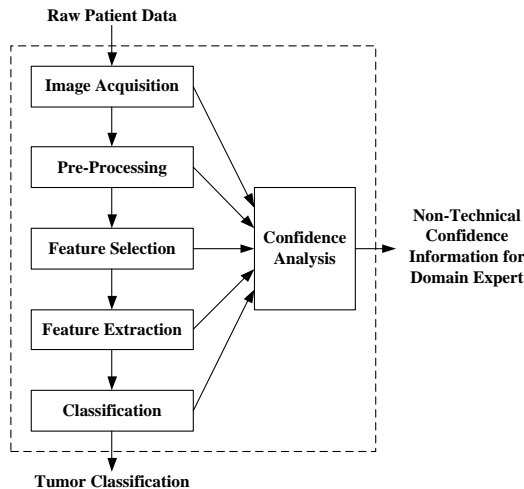 Raw Patient Data
Image Acquisition
Pre-Processing
Feature Selection
Feature Extraction
Classification
Tumor Classification
Confidence
Analysis
Non-Technical
Confidence
Information for
Domain Expert